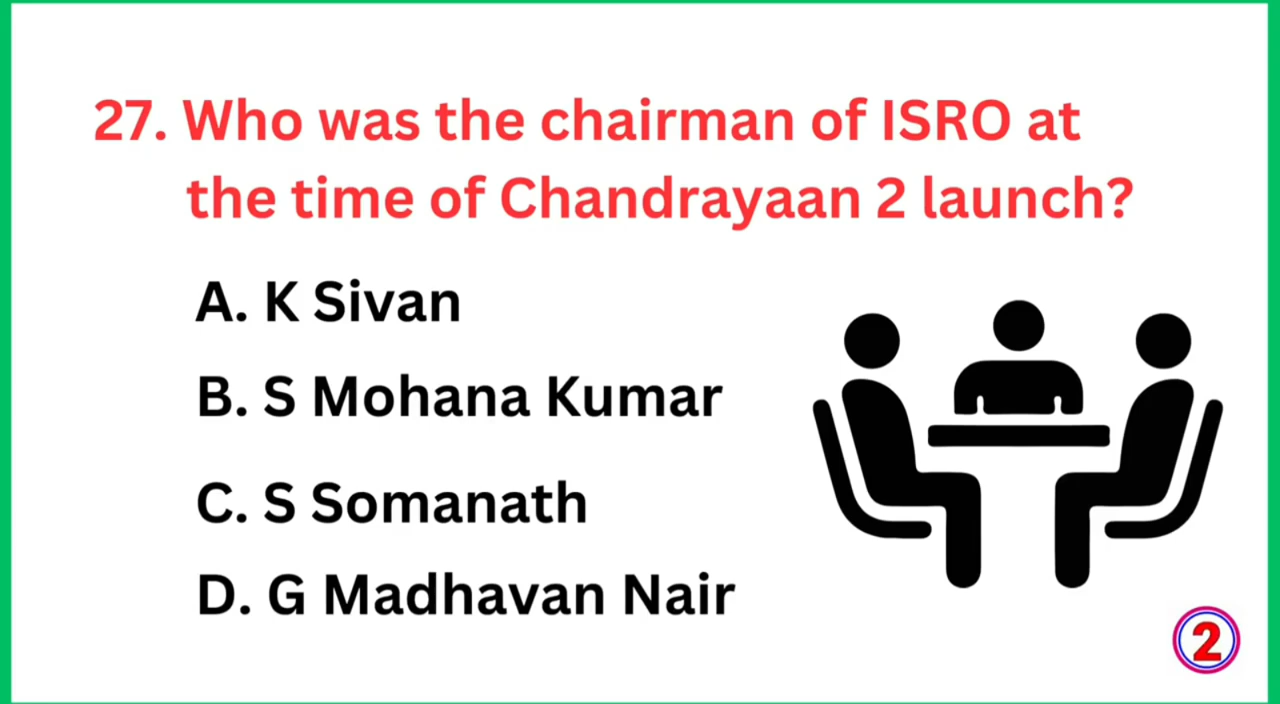 27. Who was the chairman of ISRO at
the time of Chandrayaan 2 launch?
A. K Sivan
B. S Mohana Kumar
C. S Somanath
D. G Madhavan Nair
2